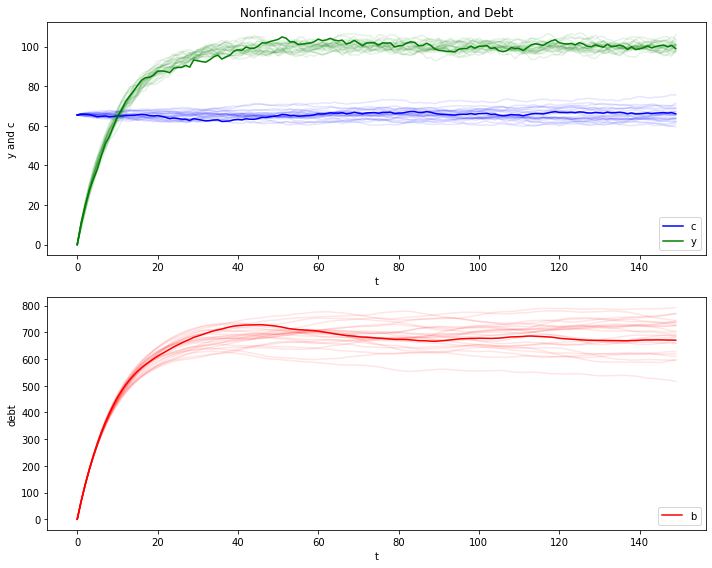 Nonfinancial Income, Consumption, and Debt
100
80
60
40
20
0
y and c
c
y
0 20 40 60 80 100 120 140
t
800
700
600
500
400
300
200
100
0
debt
b
0 20 40 60 80 100 120 140
t